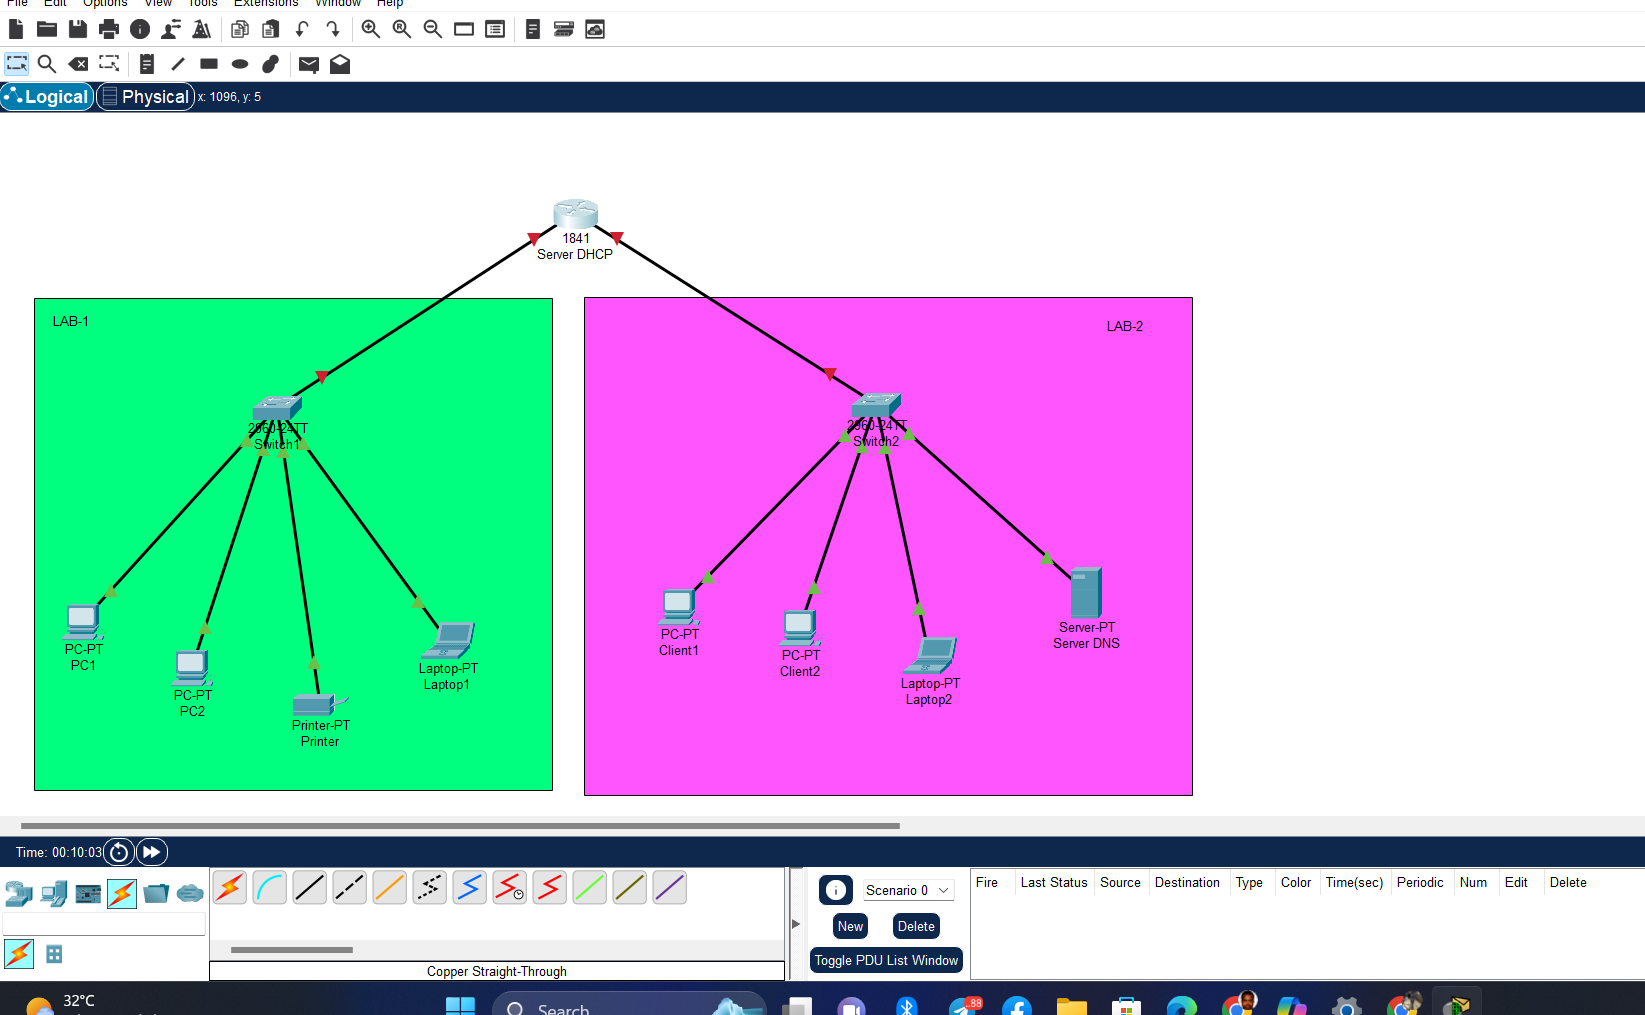 File Edit Options View Tools Extensions Window Help
Logical Physical x: 1096, y: 5
1841
Server DHCP
LAB-1
LAB-2
2960-24TT
Switch1
2960-24TT
Switch2
PC-PT
PC1
PC-PT
PC2
Printer-PT
Printer
Laptop-PT
Laptop1
PC-PT
Client1
PC-PT
Client2
Laptop-PT
Laptop2
Server-PT
Server DNS
Time: 00:10:03
Scenario 0
New Delete
Toggle PDU List Window
Fire Last Status Source Destination Type Color Time(sec) Periodic Num Edit Delete
Copper Straight-Through
32°C
Search
88